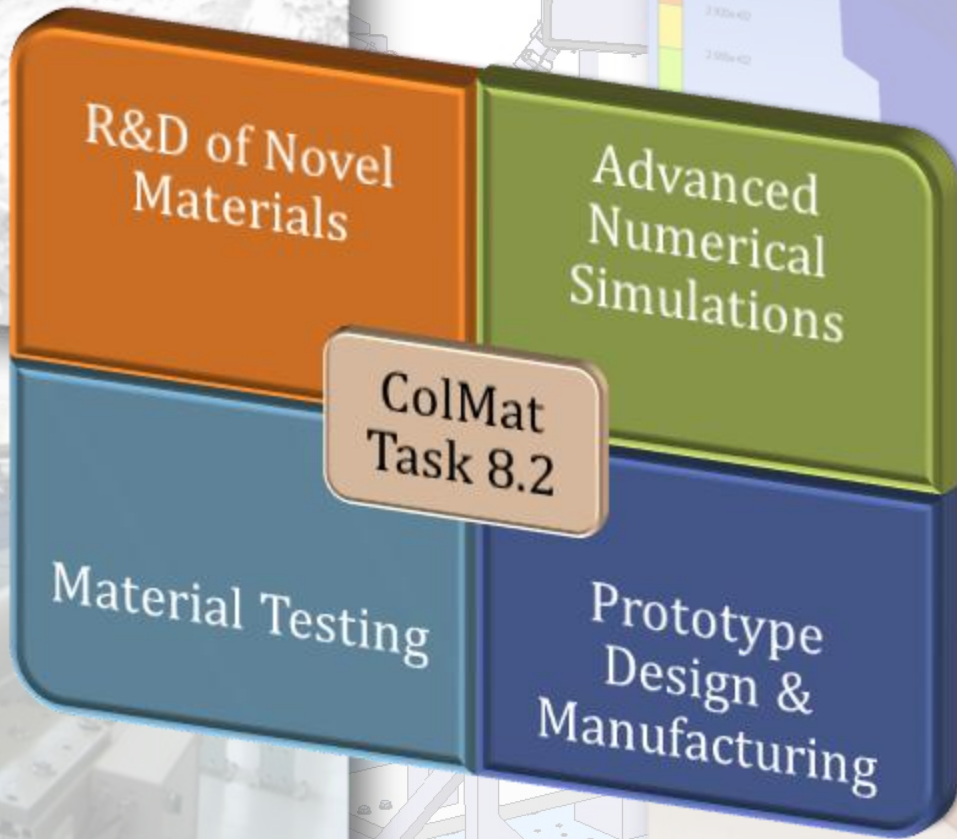 R&D of Novel
Materials
Advanced
Numerical
Simulations
ColMat
Task 8.2
Material Testing
Prototype
Design &
Manufacturing